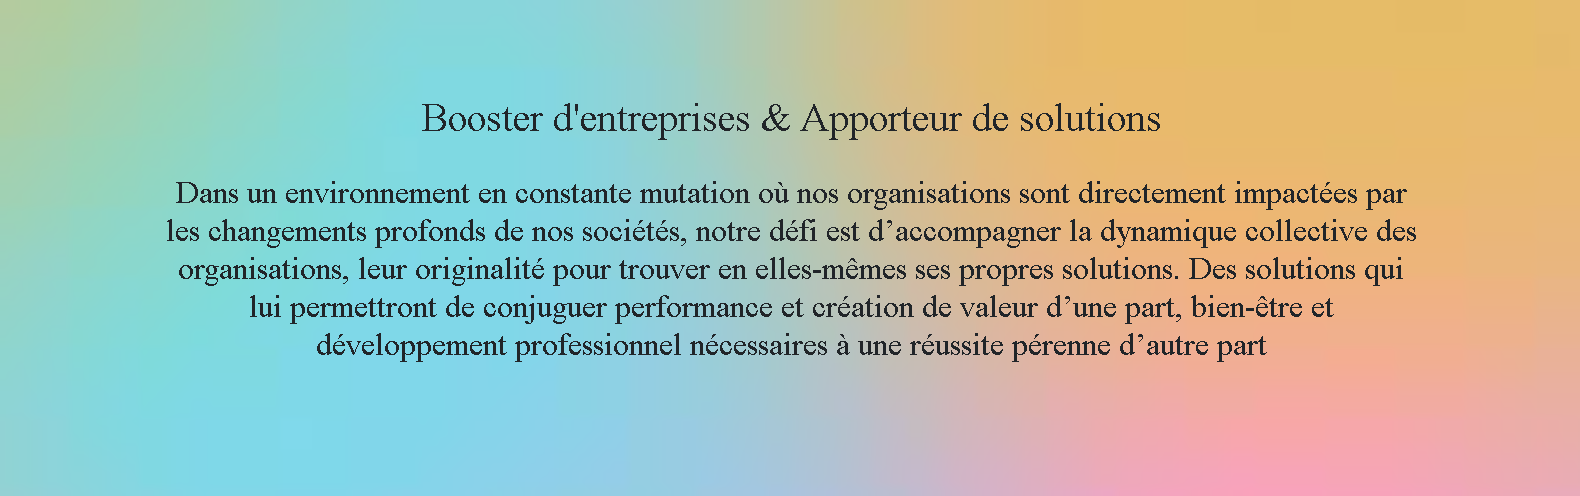 Booster d'entreprises & Apporteur de solutions
Dans un environnement en constante mutation où nos organisations sont directement impactées par
les changements profonds de nos sociétés, notre défi est d’accompagner la dynamique collective des
organisations, leur originalité pour trouver en elles-mêmes ses propres solutions. Des solutions qui
lui permettront de conjuguer performance et création de valeur d’une part, bien-être et
développement professionnel nécessaires à une réussite pérenne d’autre part